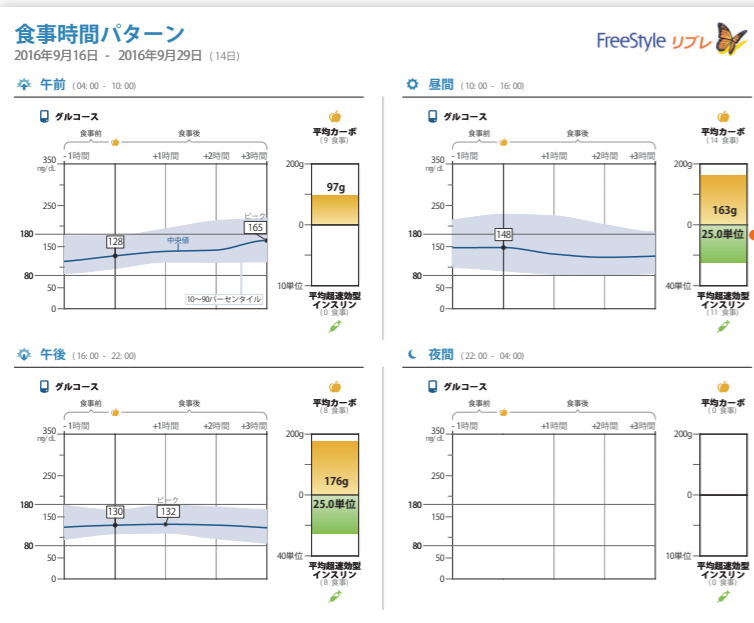 食事時間パターン
2016年9月16日 - 2016年9月29日 (14日)
FreeStyle リブレ
午前 (04:00 - 10:00)
グルコース
食事前
食事後
平均カーボ
(9 食事)
350
mg/dL
-1時間
+1時間
+2時間
+3時間
200g
250
97g
ピーク
165
180
128
中央値
0
150
80
50
10~90パーセンタイル
10単位
0
平均超速効型
インスリン
(0 食事)
昼間 (10:00 - 16:00)
グルコース
食事前
食事後
平均カーボ
(14 食事)
350
mg/dL
-1時間
+1時間
+2時間
+3時間
200g
250
163g
180
148
0
25.0単位
150
80
50
40単位
0
平均超速効型
インスリン
(11 食事)
午後 (16:00 - 22:00)
グルコース
食事前
食事後
平均カーボ
(8 食事)
350
mg/dL
-1時間
+1時間
+2時間
+3時間
200g
250
176g
ピーク
180
130
132
0
25.0単位
150
80
50
40単位
0
平均超速効型
インスリン
(8 食事)
夜間 (22:00 - 04:00)
グルコース
食事前
食事後
平均カーボ
(0 食事)
350
mg/dL
-1時間
+1時間
+2時間
+3時間
200g
250
180
0
150
80
50
10単位
0
平均超速効型
インスリン
(0 食事)